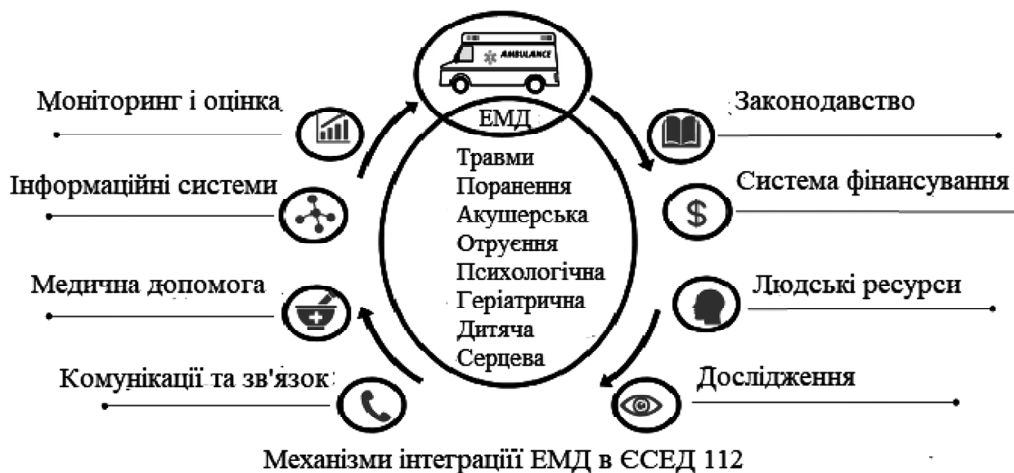 AMBULANCE
ЕМД
Моніторинг і оцінка
Інформаційні системи
Медична допомога
Комунікації та зв'язок
Травми
Поранення
Акушерська
Отруєння
Психологічна
Геріатрична
Дитяча
Серцева
Законодавство
Система фінансування
$
Людські ресурси
Дослідження
Механізми інтеграціїї ЕМД в ЄСЕД 112